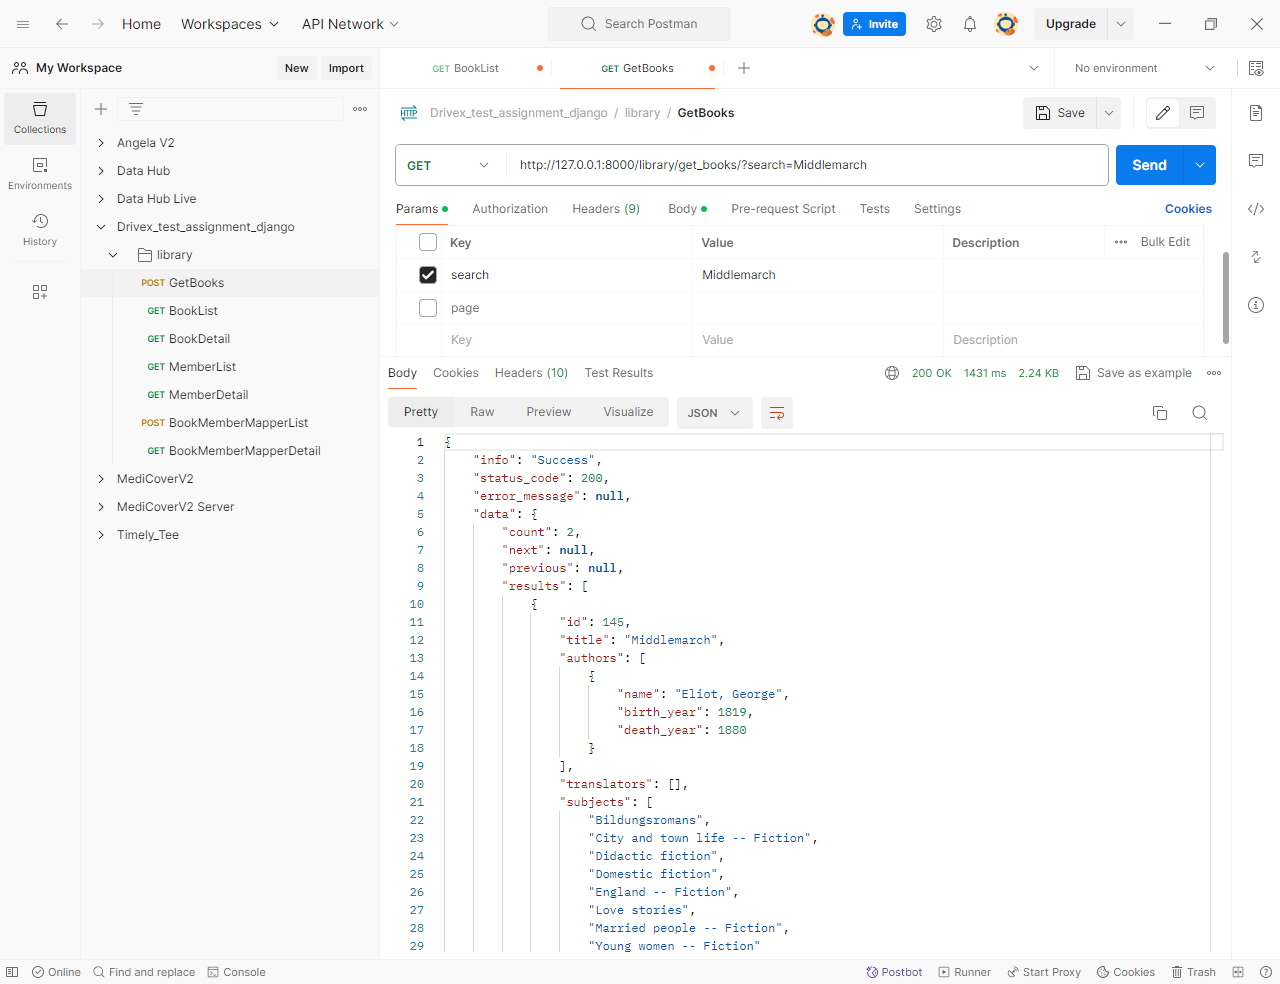 Home Workspaces API Network Search Postman Invite Upgrade
My Workspace New Import GET BookList GET GetBooks No environment
Collections
Environments
History
Angela V2
Data Hub
Data Hub Live
Drivex_test_assignment_django
library
POST GetBooks
GET BookList
GET BookDetail
GET MemberList
GET MemberDetail
POST BookMemberMapperList
GET BookMemberMapperDetail
MediCoverV2
MediCoverV2 Server
Timely_Tee
HTTP Drivex_test_assignment_django / library / GetBooks Save
GET http://127.0.0.1:8000/library/get_books/?search=Middlemarch Send
Params Authorization Headers (9) Body Pre-request Script Tests Settings Cookies
Key Value Description Bulk Edit
search Middlemarch
page
Key Value Description
Body Cookies Headers (10) Test Results 200 OK 1431 ms 2.24 KB Save as example
Pretty Raw Preview Visualize JSON
1 {
2 "info": "Success",
3 "status_code": 200,
4 "error_message": null,
5 "data": {
6 "count": 2,
7 "next": null,
8 "previous": null,
9 "results": [
10 {
11 "id": 145,
12 "title": "Middlemarch",
13 "authors": [
14 {
15 "name": "Eliot, George",
16 "birth_year": 1819,
17 "death_year": 1880
18 }
19 ],
20 "translators": [],
21 "subjects": [
22 "Bildungsromans",
23 "City and town life -- Fiction",
24 "Didactic fiction",
25 "Domestic fiction",
26 "England -- Fiction",
27 "Love stories",
28 "Married people -- Fiction",
29 "Young women -- Fiction"
Online Find and replace Console Postbot Runner Start Proxy Cookies Trash